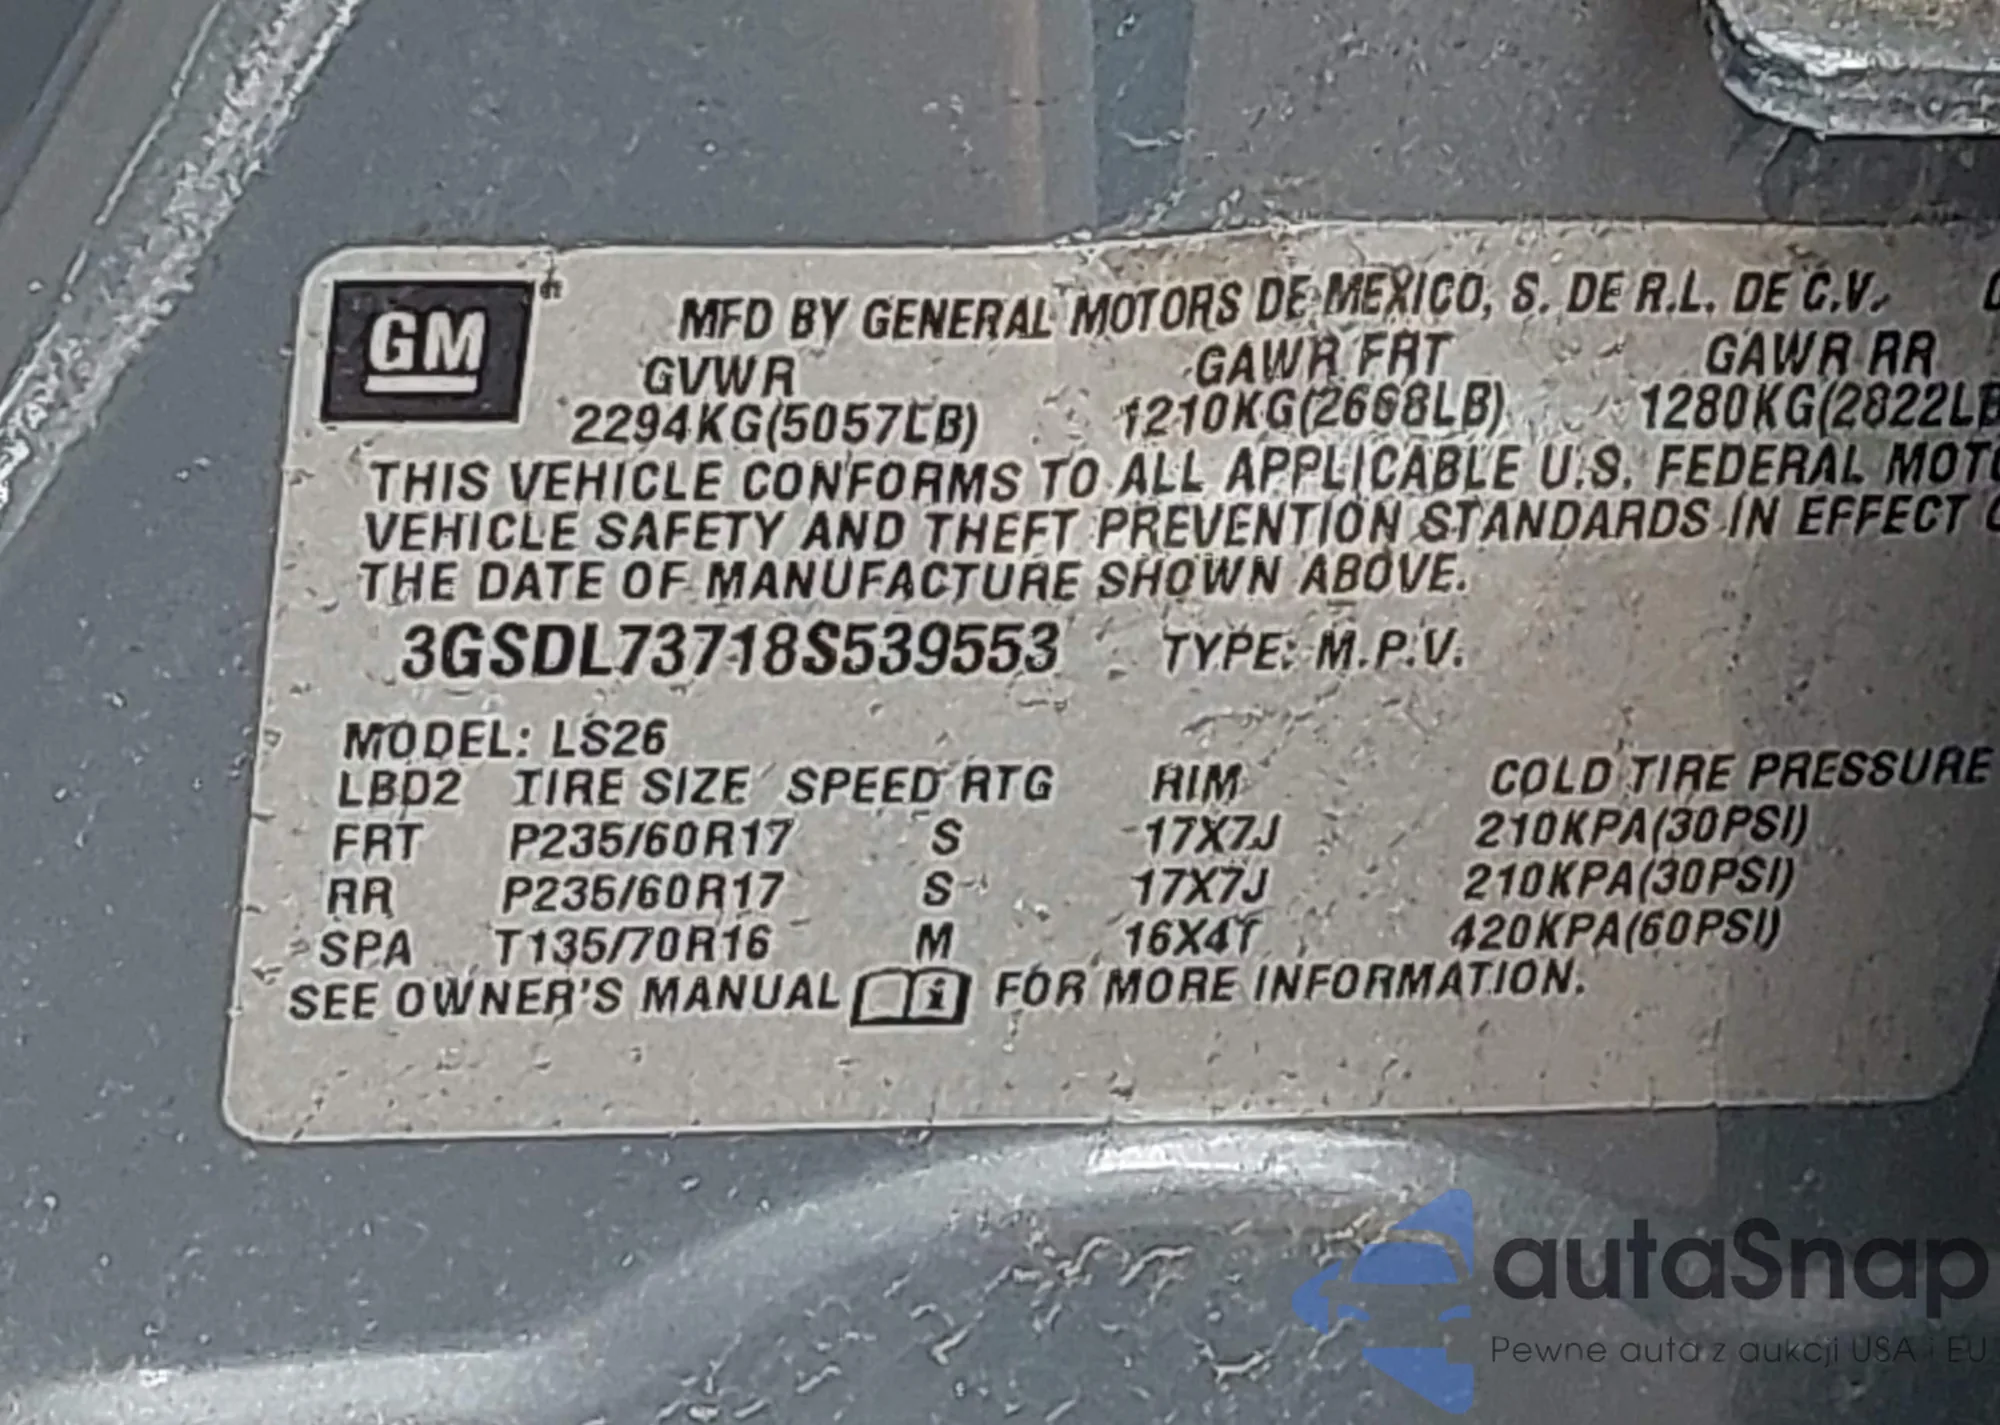 GM
MFD BY GENERAL MOTORS DE MEXICO, S. DE R.L. DE C.V.
GVWR GAWR FRT GAWR RR
2294KG(5057LB) 1210KG(2668LB) 1280KG(2822LB
THIS VEHICLE CONFORMS TO ALL APPLICABLE U.S. FEDERAL MOTO
VEHICLE SAFETY AND THEFT PREVENTION STANDARDS IN EFFECT
THE DATE OF MANUFACTURE SHOWN ABOVE.
3GSDL73718S539553 TYPE: M.P.V.
MODEL: LS26
LBD2 TIRE SIZE SPEED RTG RIM COLD TIRE PRESSURE
FRT P235/60R17 S 17X7J 210KPA(30PSI)
RR P235/60R17 S 17X7J 210KPA(30PSI)
SPA T135/70R16 M 16X4T 420KPA(60PSI)
SEE OWNER'S MANUAL i FOR MORE INFORMATION.
autaSnap
Pewne auta z aukcji USA i EU